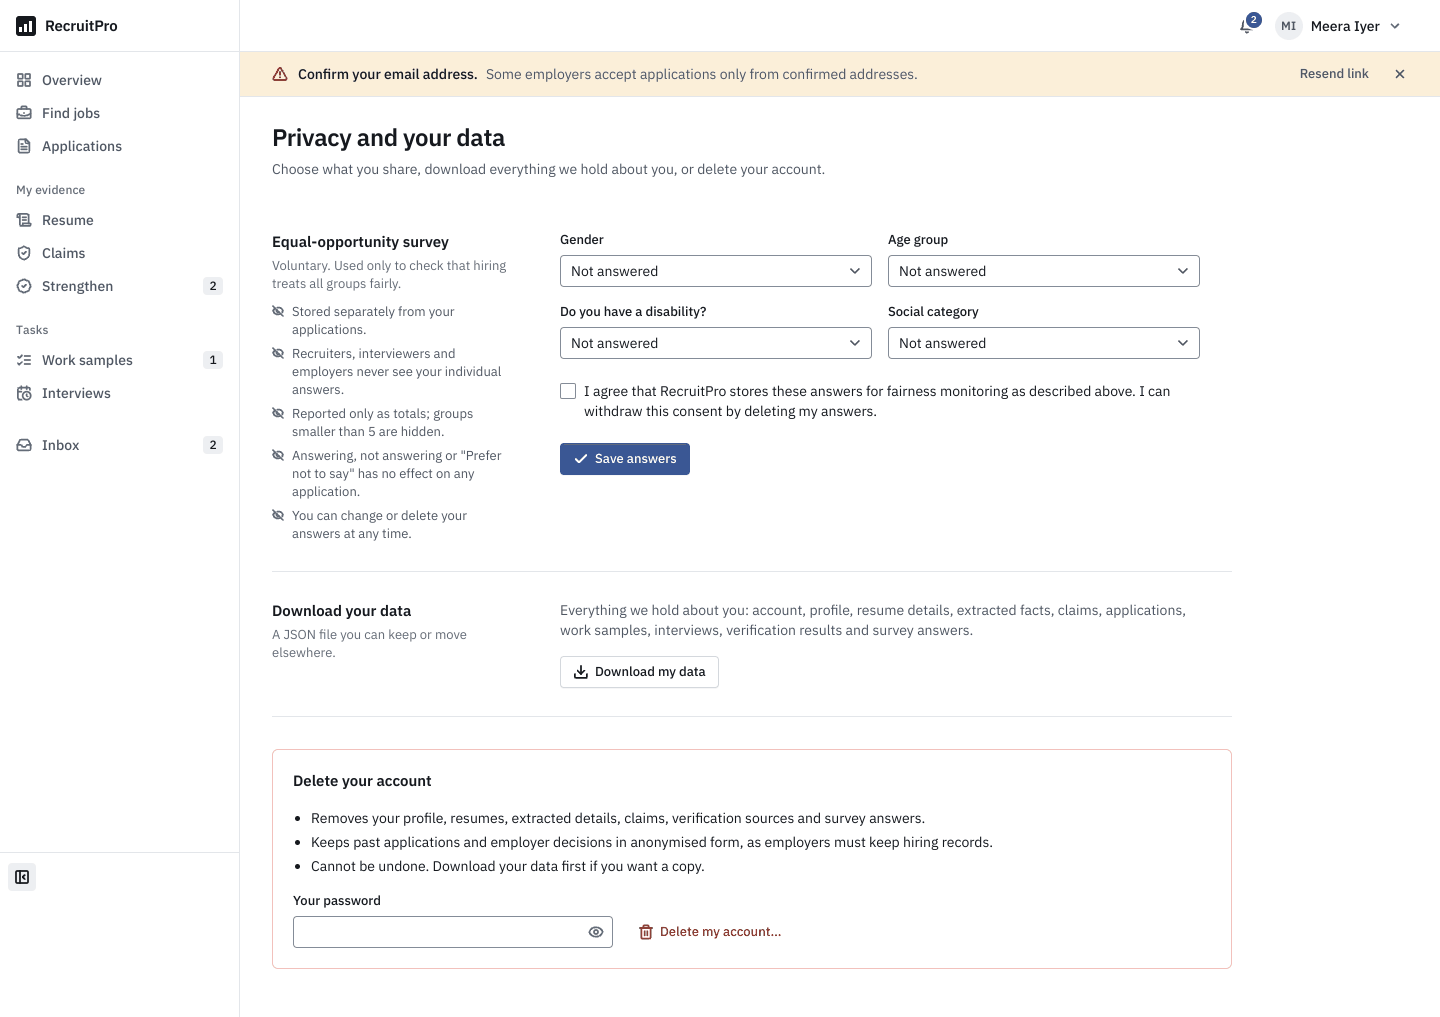 RecruitPro
2
MI
Meera Iyer
Overview
Find jobs
Applications
My evidence
Resume
Claims
Strengthen
2
Tasks
Work samples
1
Interviews
Inbox
2
Confirm your email address. Some employers accept applications only from confirmed addresses.
Resend link
Privacy and your data
Choose what you share, download everything we hold about you, or delete your account.
Equal-opportunity survey
Voluntary. Used only to check that hiring
treats all groups fairly.
Stored separately from your
applications.
Recruiters, interviewers and
employers never see your individual
answers.
Reported only as totals; groups
smaller than 5 are hidden.
Answering, not answering or "Prefer
not to say" has no effect on any
application.
You can change or delete your
answers at any time.
Gender
Not answered
Age group
Not answered
Do you have a disability?
Not answered
Social category
Not answered
I agree that RecruitPro stores these answers for fairness monitoring as described above. I can
withdraw this consent by deleting my answers.
Save answers
Download your data
A JSON file you can keep or move
elsewhere.
Everything we hold about you: account, profile, resume details, extracted facts, claims, applications,
work samples, interviews, verification results and survey answers.
Download my data
Delete your account
Removes your profile, resumes, extracted details, claims, verification sources and survey answers.
Keeps past applications and employer decisions in anonymised form, as employers must keep hiring records.
Cannot be undone. Download your data first if you want a copy.
Your password
Delete my account...